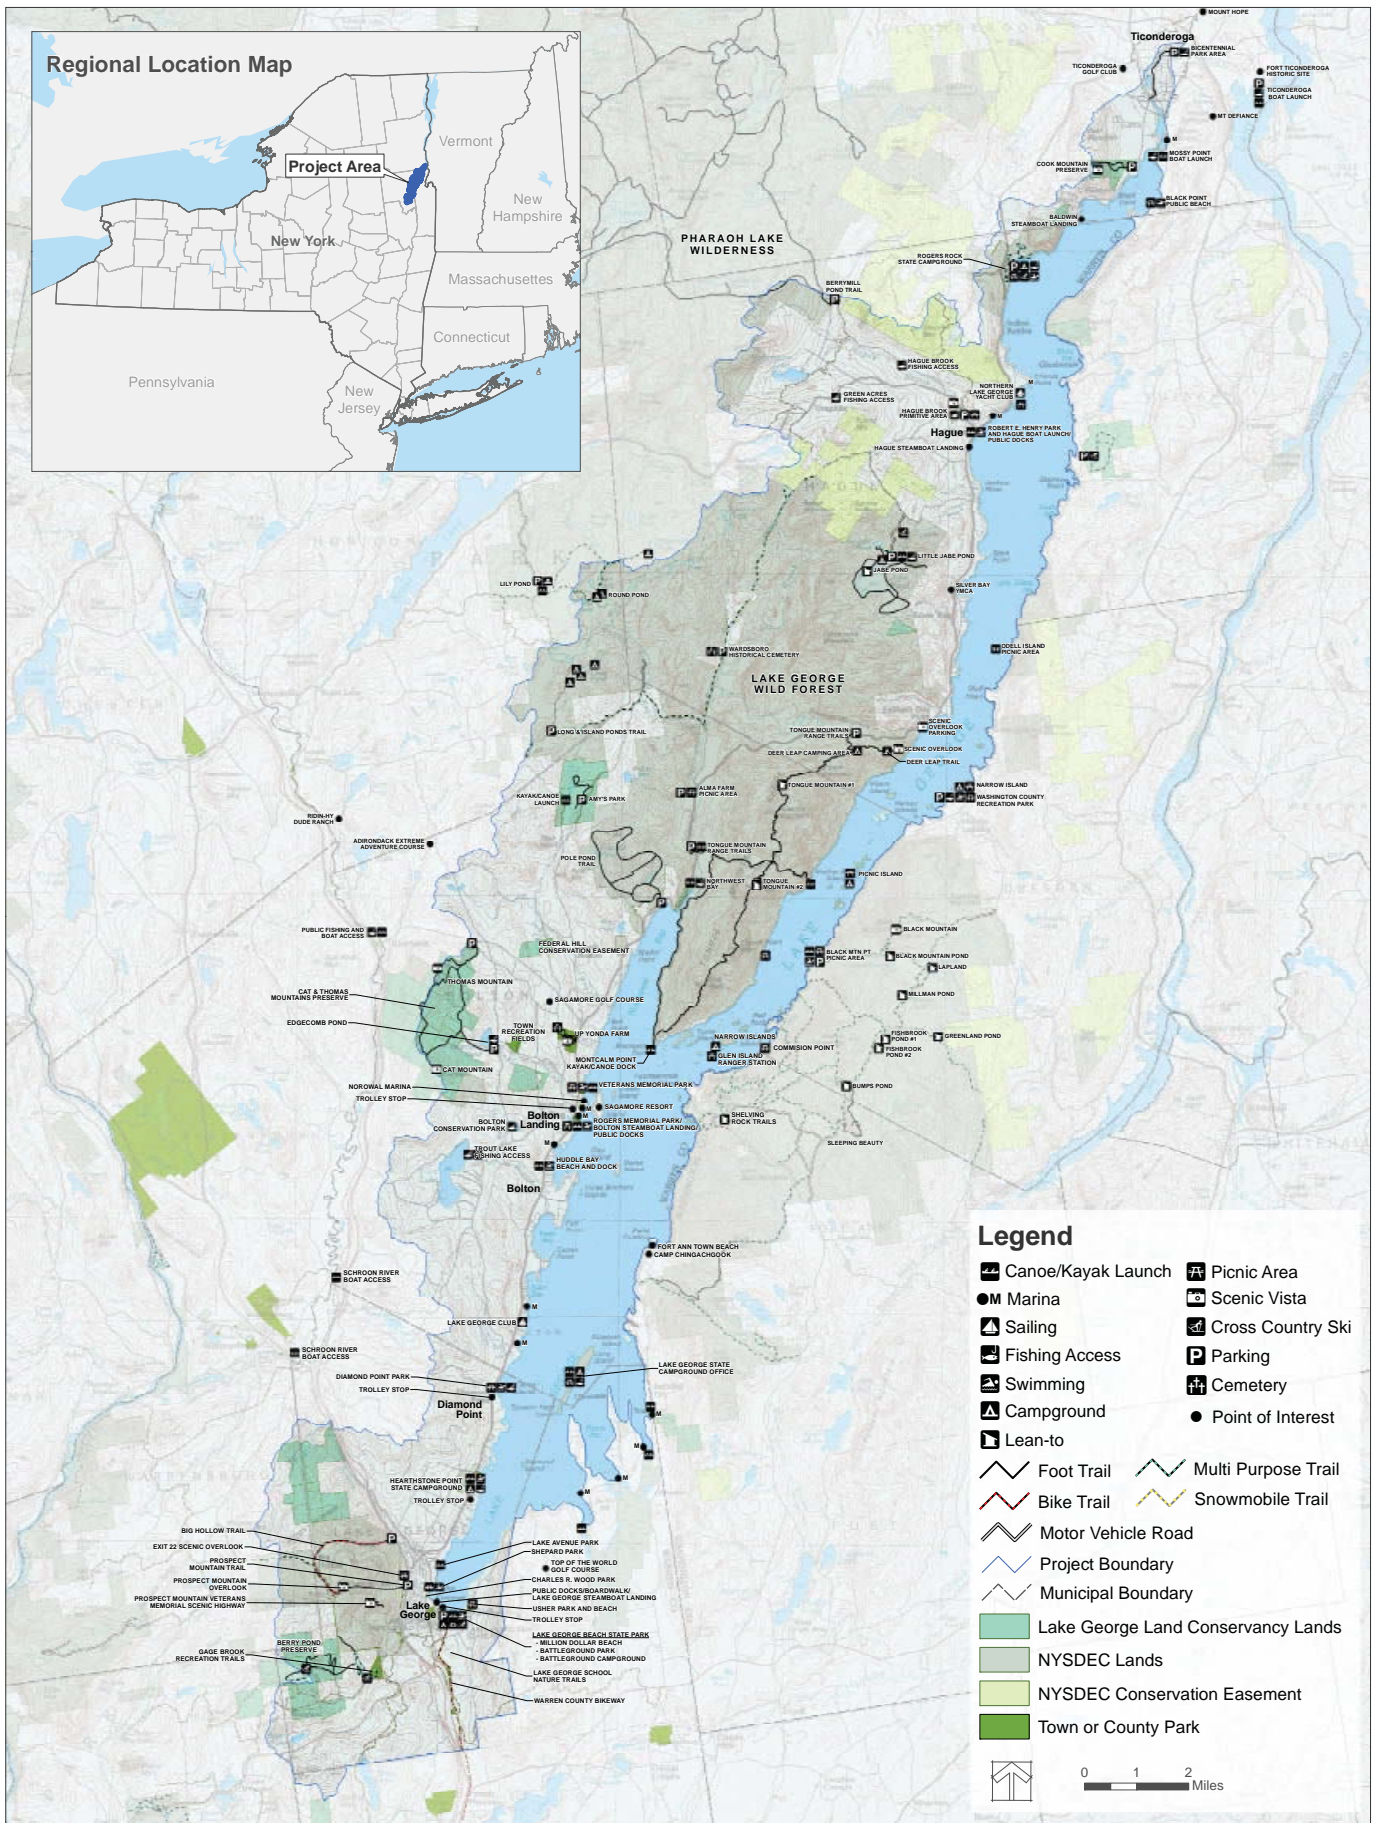 Regional Location Map
Vermont
Project Area
New
Hampshire
New York
Massachusetts
Connecticut
Pennsylvania
New
Jersey
MOUNT HOPE
Ticonderoga
BICENTENNIAL
PARK AREA
TICONDEROGA
GOLF CLUB
FORT TICONDEROGA
HISTORIC SITE
TICONDEROGA
BOAT LAUNCH
MT DEFIANCE
M
MOSSY POINT
BOAT LAUNCH
COOK MOUNTAIN
PRESERVE
BLACK POINT
PUBLIC BEACH
BALDWIN
STEAMBOAT LANDING
PHARAOH LAKE
WILDERNESS
ROGERS ROCK
STATE CAMPGROUND
BERRYMILL
POND TRAIL
HAGUE BROOK
FISHING ACCESS
NORTHERN
LAKE GEORGE
YACHT CLUB
M
GREEN ACRES
FISHING ACCESS
HAGUE BROOK
PRIMITIVE AREA
M
Hague
ROBERT E. HENRY PARK
AND HAGUE BOAT LAUNCH/
PUBLIC DOCKS
HAGUE STEAMBOAT LANDING
LITTLE JABE POND
JABE POND
SILVER BAY
YMCA
LILY POND
ROUND POND
WARDSBORO
HISTORICAL CEMETERY
ODELL ISLAND
PICNIC AREA
LAKE GEORGE
WILD FOREST
LONG & ISLAND PONDS TRAIL
TONGUE MOUNTAIN
RANGE TRAILS
SCENIC
OVERLOOK
PARKING
SCENIC OVERLOOK
DEER LEAP CAMPING AREA
DEER LEAP TRAIL
KAYAK/CANOE
LAUNCH
AMY'S PARK
ALMA FARM
PICNIC AREA
TONGUE MOUNTAIN #1
NARROW ISLAND
WASHINGTON COUNTY
RECREATION PARK
RIDIN-HY
DUDE RANCH
ADIRONDACK EXTREME
ADVENTURE COURSE
POLE POND
TRAIL
TONGUE MOUNTAIN
RANGE TRAILS
NORTHWEST
BAY
TONGUE
MOUNTAIN #2
PICNIC ISLAND
PUBLIC FISHING AND
BOAT ACCESS
FEDERAL HILL
CONSERVATION EASEMENT
BLACK MOUNTAIN
BLACK MTN PT
PICNIC AREA
BLACK MOUNTAIN POND
LAPLAND
THOMAS MOUNTAIN
CAT & THOMAS
MOUNTAINS PRESERVE
SAGAMORE GOLF COURSE
MILLMAN POND
EDGECOMB POND
TOWN
RECREATION
FIELDS
UP YONDA FARM
NARROW ISLANDS
COMMISION POINT
FISHBROOK
POND #1
FISHBROOK
POND #2
GREENLAND POND
MONTCALM POINT
KAYAK/CANOE DOCK
GLEN ISLAND
RANGER STATION
CAT MOUNTAIN
NOROWAL MARINA
VETERANS MEMORIAL PARK
BUMPS POND
TROLLEY STOP
M
SAGAMORE RESORT
M
BOLTON
CONSERVATION PARK
Bolton
Landing
ROGERS MEMORIAL PARK/
BOLTON STEAMBOAT LANDING/
PUBLIC DOCKS
SHELVING
ROCK TRAILS
SLEEPING BEAUTY
TROUT LAKE
FISHING ACCESS
M
HUDDLE BAY
BEACH AND DOCK
Bolton
FORT ANN TOWN BEACH
CAMP CHINGACHGOOK
SCHROON RIVER
BOAT ACCESS
M
LAKE GEORGE CLUB
M
SCHROON RIVER
BOAT ACCESS
LAKE GEORGE STATE
CAMPGROUND OFFICE
DIAMOND POINT PARK
TROLLEY STOP
Diamond
Point
M
M
HEARTHSTONE POINT
STATE CAMPGROUND
M
TROLLEY STOP
M
BIG HOLLOW TRAIL
EXIT 22 SCENIC OVERLOOK
LAKE AVENUE PARK
SHEPARD PARK
PROSPECT
MOUNTAIN TRAIL
TOP OF THE WORLD
GOLF COURSE
PROSPECT MOUNTAIN
OVERLOOK
CHARLES R. WOOD PARK
PROSPECT MOUNTAIN VETERANS
MEMORIAL SCENIC HIGHWAY
Lake
George
PUBLIC DOCKS/BOARDWALK/
LAKE GEORGE STEAMBOAT LANDING
USHER PARK AND BEACH
TROLLEY STOP
LAKE GEORGE BEACH STATE PARK
- MILLION DOLLAR BEACH
- BATTLEGROUND PARK
- BATTLEGROUND CAMPGROUND
BERRY POND
PRESERVE
GAGE BROOK
RECREATION TRAILS
LAKE GEORGE SCHOOL
NATURE TRAILS
WARREN COUNTY BIKEWAY
Legend
Canoe/Kayak Launch
M Marina
Sailing
Fishing Access
Swimming
Campground
Lean-to
Picnic Area
Scenic Vista
Cross Country Ski
P Parking
Cemetery
Point of Interest
Foot Trail
Multi Purpose Trail
Bike Trail
Snowmobile Trail
Motor Vehicle Road
Project Boundary
Municipal Boundary
Lake George Land Conservancy Lands
NYSDEC Lands
NYSDEC Conservation Easement
Town or County Park
0 1 2
Miles